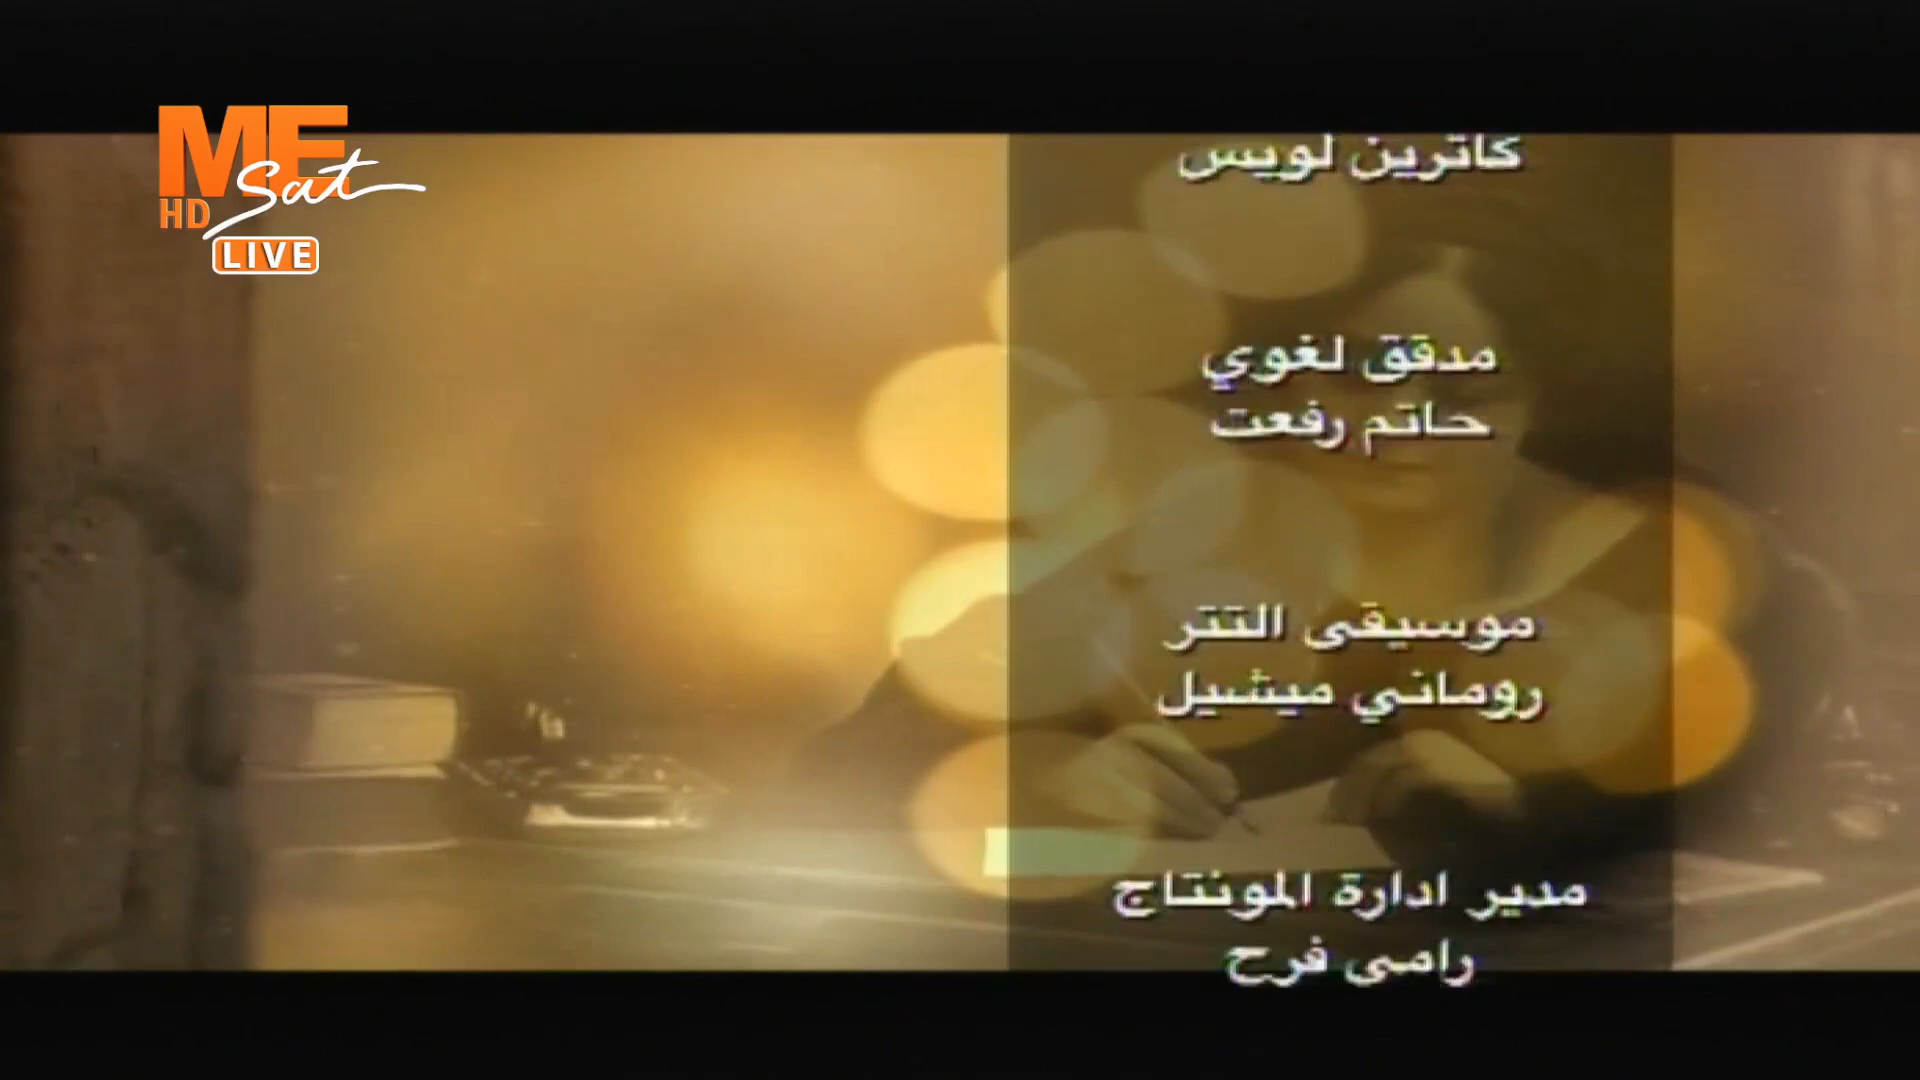 ME
Sat
HD
LIVE
كاترين لويس
مدقق لغوي
حاتم رفعت
موسيقى التتر
روماني ميشيل
مدير ادارة المونتاج
رامى فرح